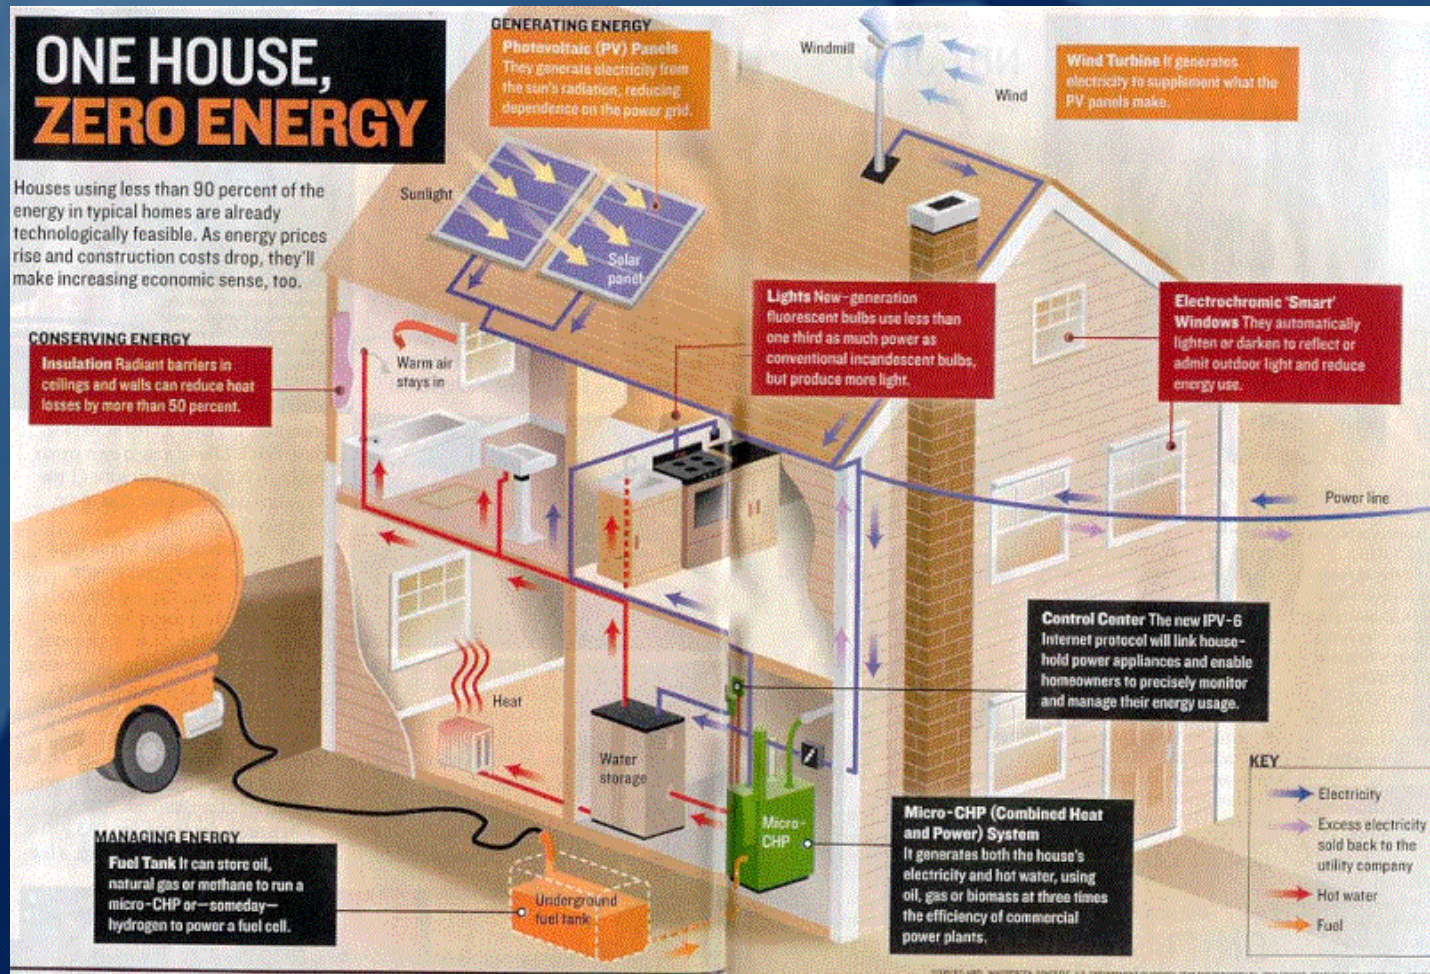 ONE HOUSE,
ZERO ENERGY
Houses using less than 90 percent of the
energy in typical homes are already
technologically feasible. As energy prices
rise and construction costs drop, they'll
make increasing economic sense, too.
GENERATING ENERGY
Photovoltaic (PV) Panels
They generate electricity from
the sun's radiation, reducing
dependence on the power grid.
Windmill
Wind
Wind Turbine It generates
electricity to supplement what the
PV panels make.
Sunlight
Solar
panel
CONSERVING ENERGY
Insulation Radiant barriers in
ceilings and walls can reduce heat
losses by more than 50 percent.
Warm air
stays in
Lights New-generation
fluorescent bulbs use less than
one third as much power as
conventional incandescent bulbs,
but produce more light.
Electrochromic 'Smart'
Windows They automatically
lighten or darken to reflect or
admit outdoor light and reduce
energy use.
Power line
Control Center The new IPV-6
Internet protocol will link house-
hold power appliances and enable
homeowners to precisely monitor
and manage their energy usage.
Heat
Water
storage
Micro-
CHP
Micro-CHP (Combined Heat
and Power) System
It generates both the house's
electricity and hot water, using
oil, gas or biomass at three times
the efficiency of commercial
power plants.
MANAGING ENERGY
Fuel Tank It can store oil,
natural gas or methane to run a
micro-CHP or—someday—
hydrogen to power a fuel cell.
Underground
fuel tank
KEY
Electricity
Excess electricity
sold back to the
utility company
Hot water
Fuel